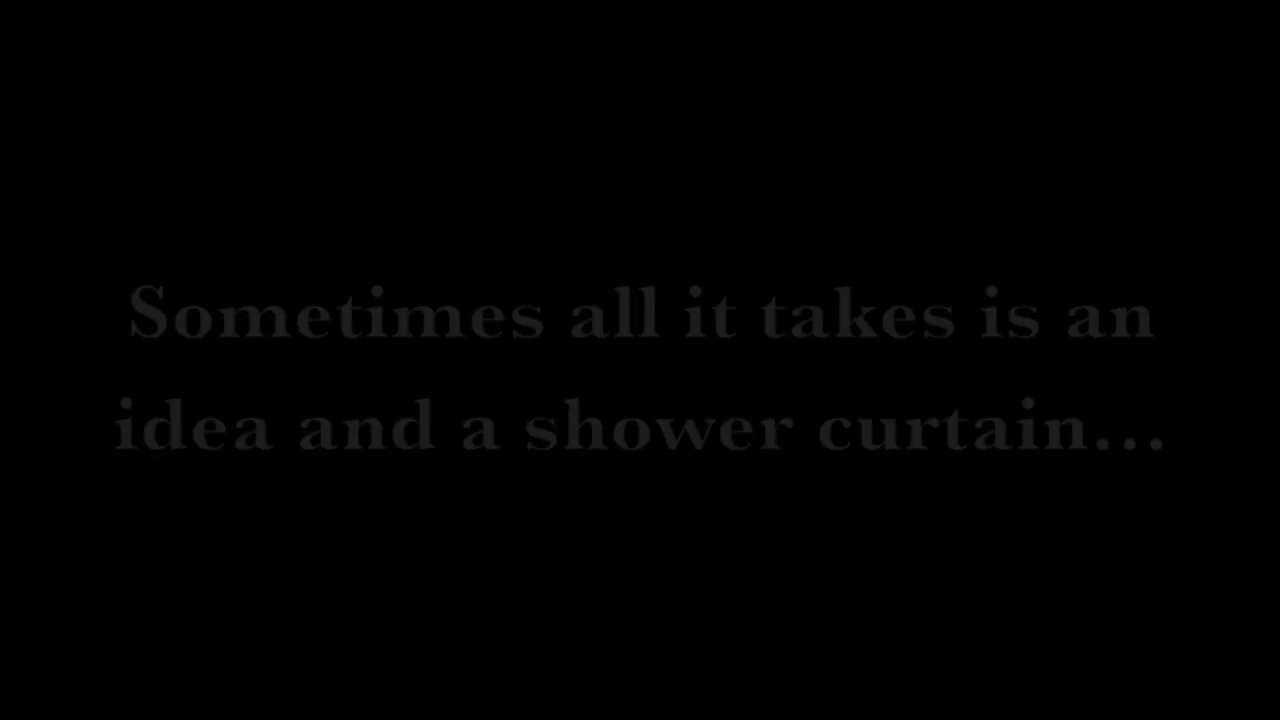 Sometimes all it takes is an
idea and a shower curtain...